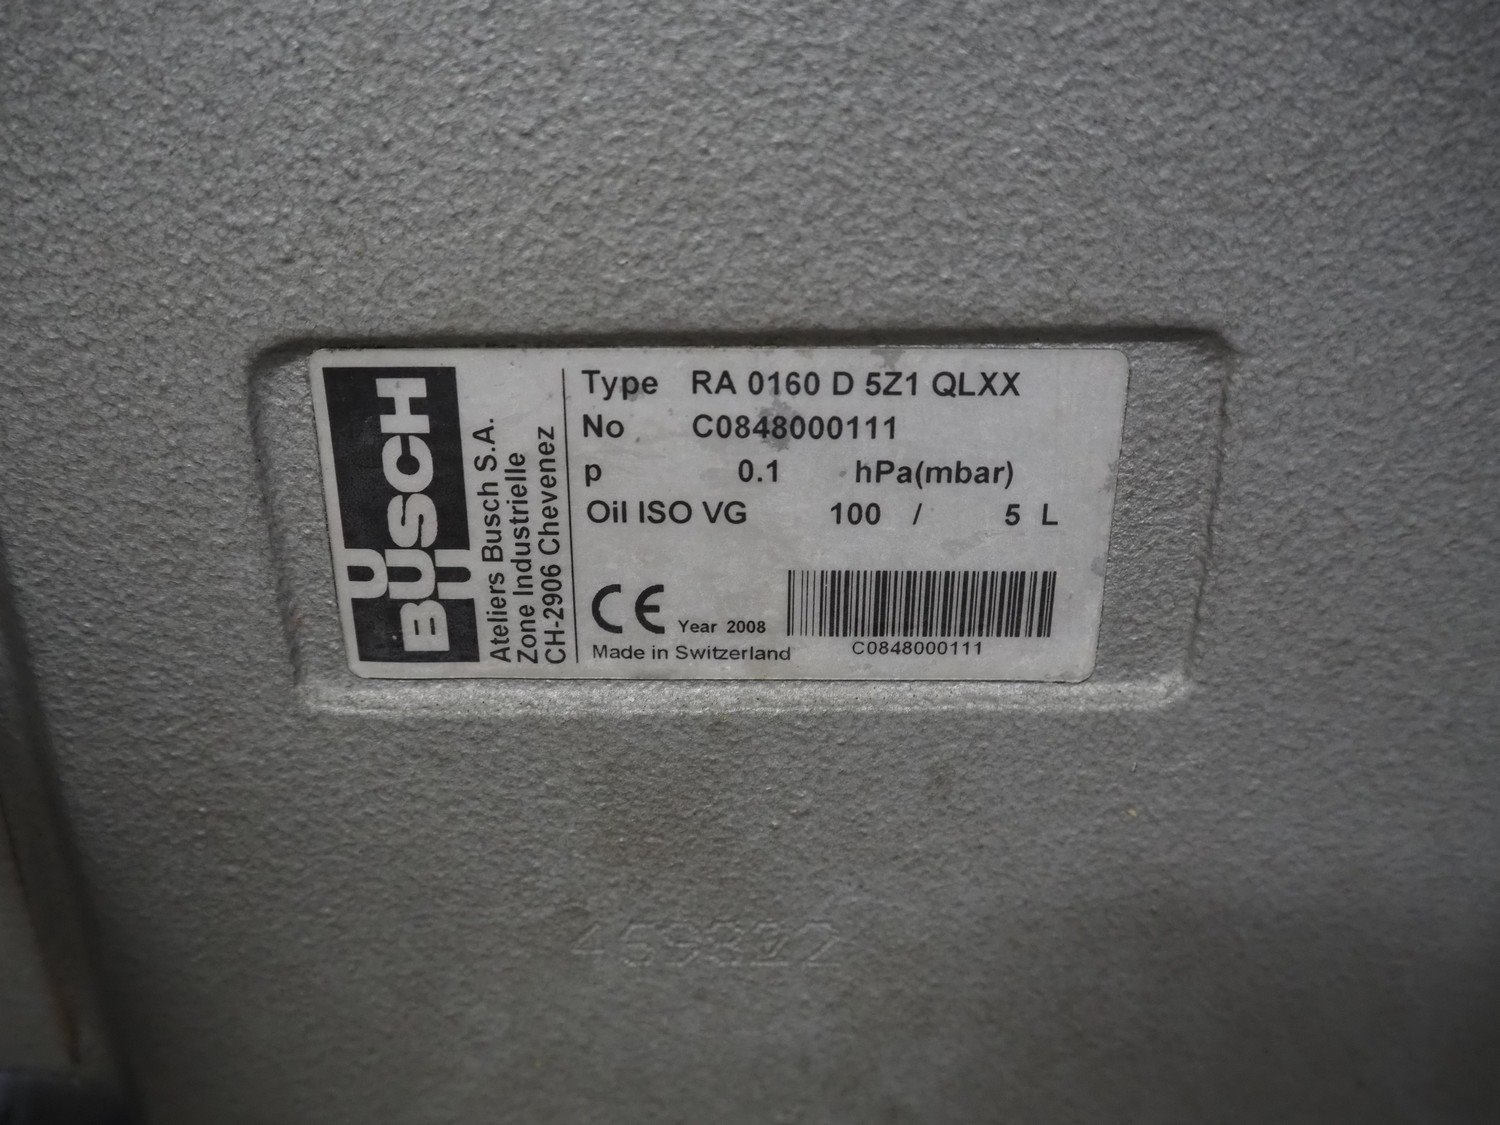 BUSCH
Ateliers Busch S.A.
Zone Industrielle
CH-2906 Chevenez
Type RA 0160 D 5Z1 QLXX
No C0848000111
p 0.1 hPa(mbar)
Oil ISO VG 100 / 5 L
CE Year 2008
Made in Switzerland
C0848000111